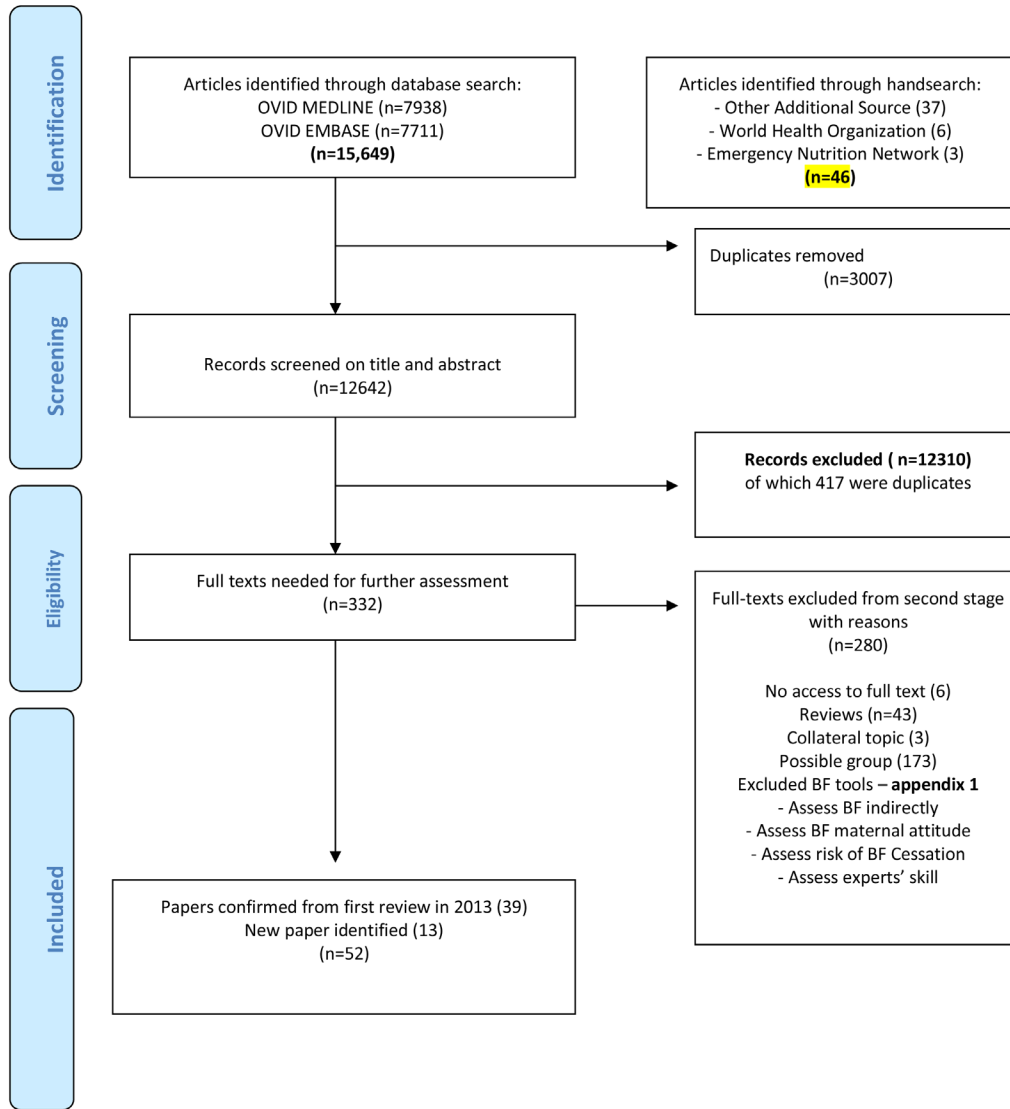 Identification
Articles identified through database search:
OVID MEDLINE (n=7938)
OVID EMBASE (n=7711)
(n=15,649)
Articles identified through handsearch:
- Other Additional Source (37)
- World Health Organization (6)
- Emergency Nutrition Network (3)
(n=46)
Duplicates removed
(n=3007)
Screening
Records screened on title and abstract
(n=12642)
Records excluded ( n=12310)
of which 417 were duplicates
Eligibility
Full texts needed for further assessment
(n=332)
Full-texts excluded from second stage
with reasons
(n=280)
No access to full text (6)
Reviews (n=43)
Collateral topic (3)
Possible group (173)
Excluded BF tools – appendix 1
- Assess BF indirectly
- Assess BF maternal attitude
- Assess risk of BF Cessation
- Assess experts’ skill
Included
Papers confirmed from first review in 2013 (39)
New paper identified (13)
(n=52)